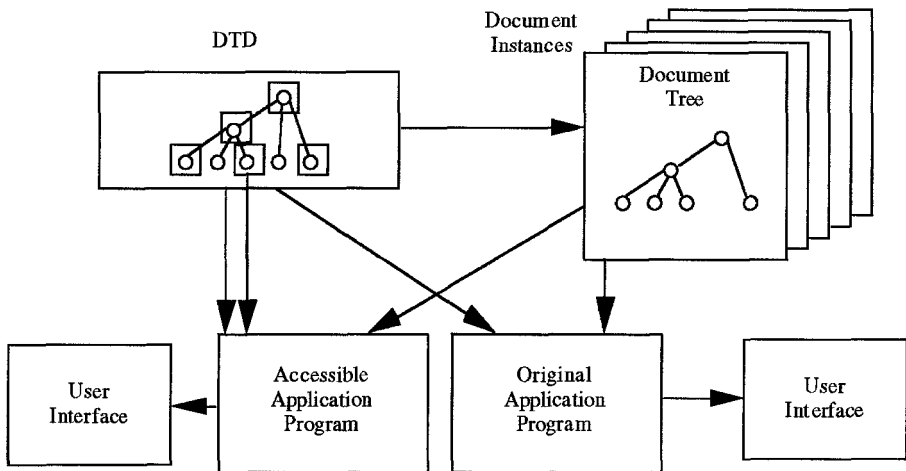 DTD
Document
Instances
Document
Tree
User
Interface
Accessible
Application
Program
Original
Application
Program
User
Interface